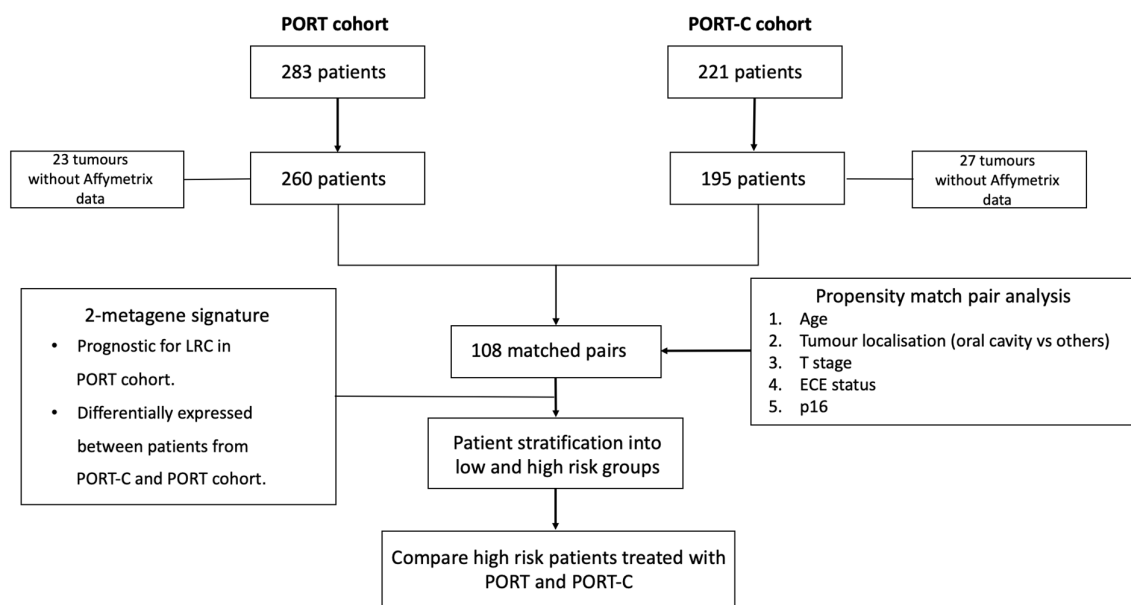 PORT cohort
PORT-C cohort
283 patients
221 patients
23 tumours
without Affymetrix
data
260 patients
195 patients
27 tumours
without Affymetrix
data
2-metagene signature
• Prognostic for LRC in
PORT cohort.
• Differentially expressed
between patients from
PORT-C and PORT cohort.
108 matched pairs
Propensity match pair analysis
1. Age
2. Tumour localisation (oral cavity vs others)
3. T stage
4. ECE status
5. p16
Patient stratification into
low and high risk groups
Compare high risk patients treated with
PORT and PORT-C